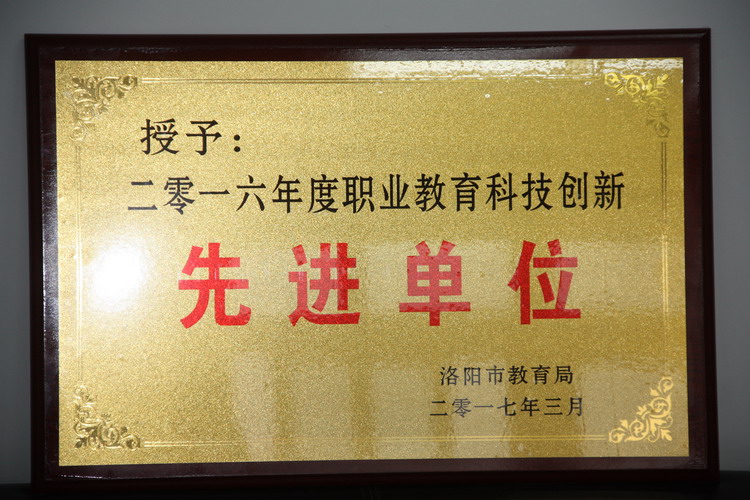 授予：
二零一六年度职业教育科技创新
先进单位
洛阳市教育局
二零一七年三月